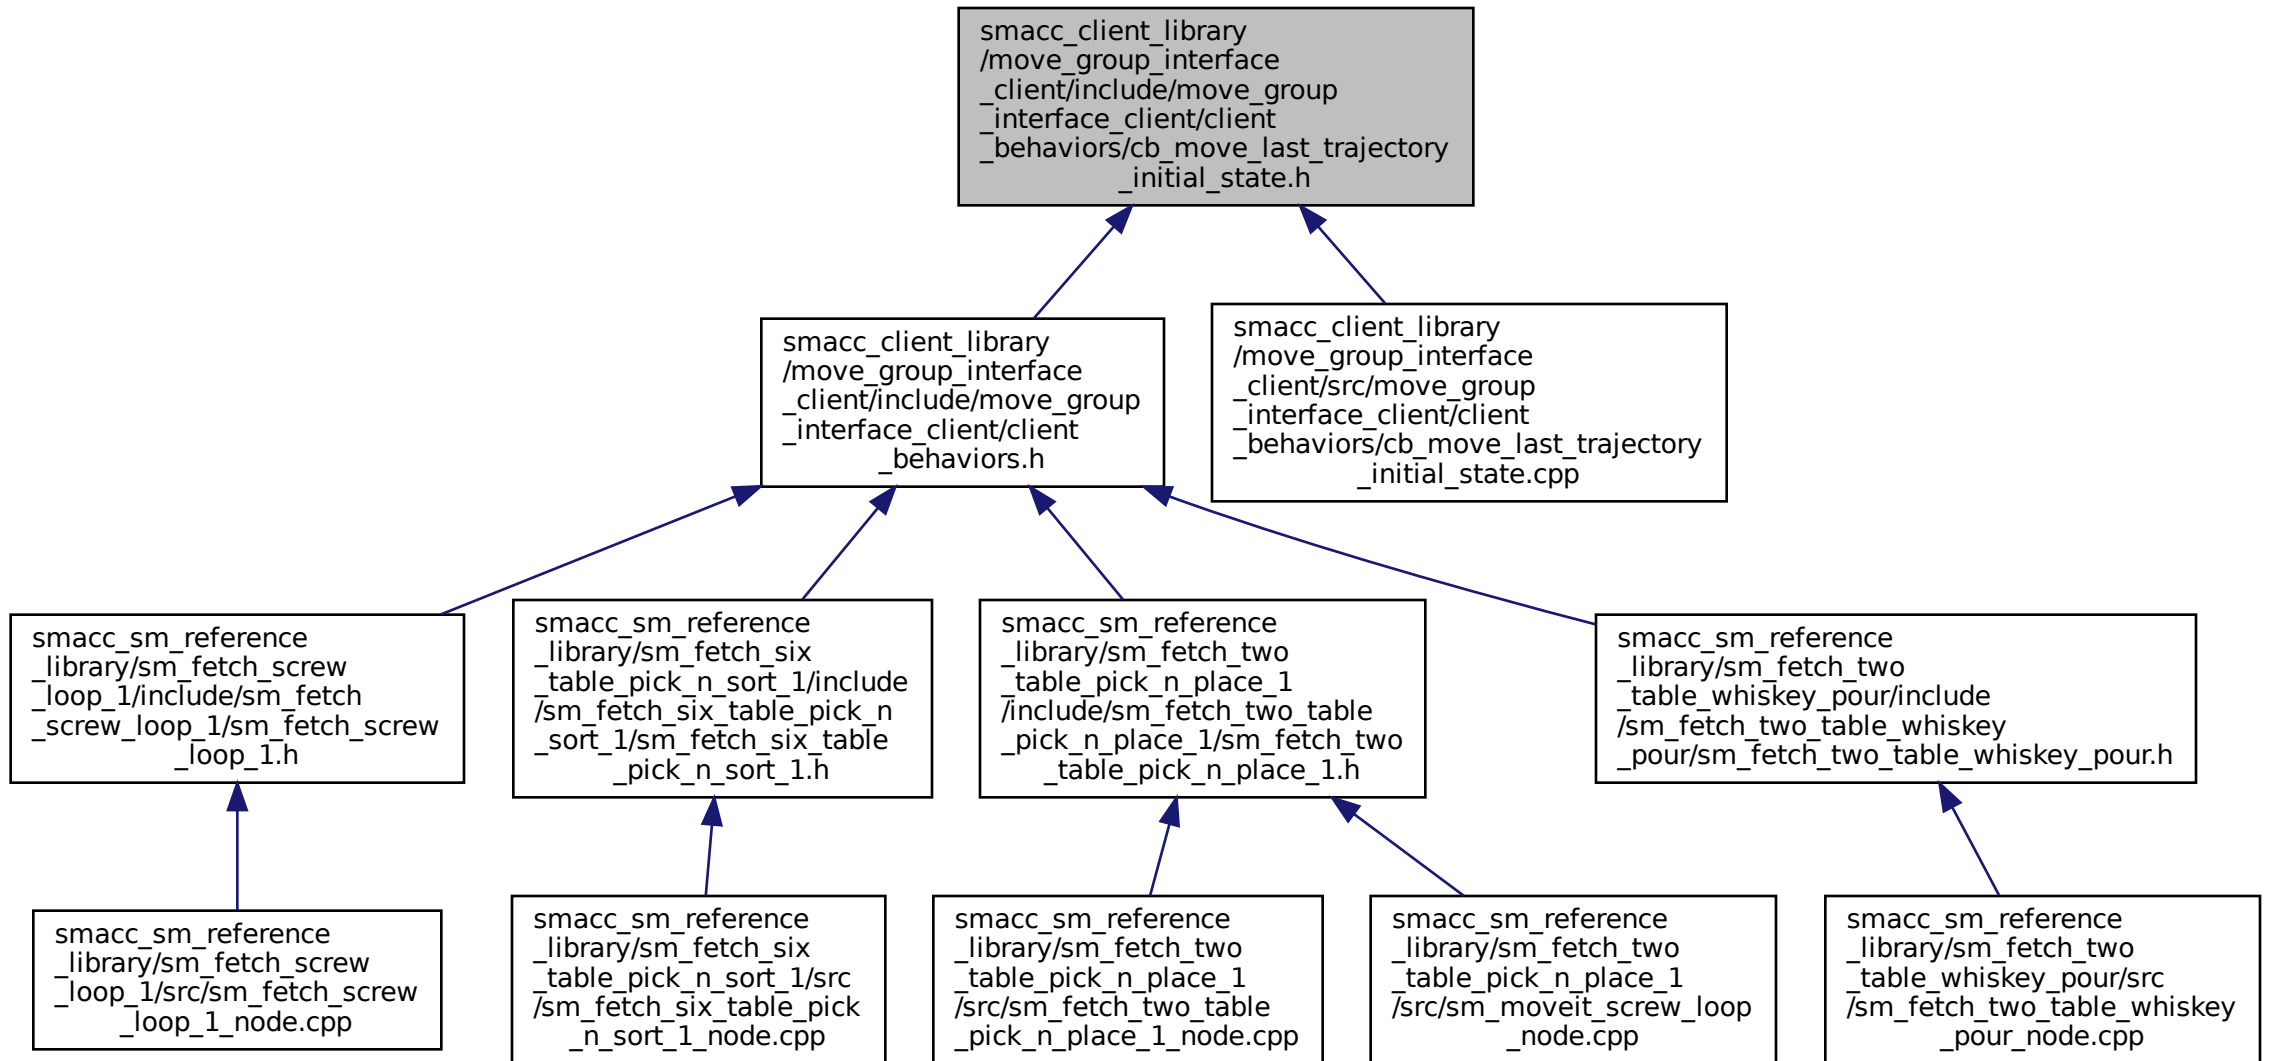 smacc_client_library
/move_group_interface
_client/include/move_group
_interface_client/client
_behaviors/cb_move_last_trajectory
_initial_state.h
smacc_client_library
/move_group_interface
_client/include/move_group
_interface_client/client
_behaviors.h
smacc_client_library
/move_group_interface
_client/src/move_group
_interface_client/client
_behaviors/cb_move_last_trajectory
_initial_state.cpp
smacc_sm_reference
_library/sm_fetch_screw
_loop_1/include/sm_fetch
_screw_loop_1/sm_fetch_screw
_loop_1.h
smacc_sm_reference
_library/sm_fetch_six
_table_pick_n_sort_1/include
/sm_fetch_six_table_pick_n
_sort_1/sm_fetch_six_table
_pick_n_sort_1.h
smacc_sm_reference
_library/sm_fetch_two
_table_pick_n_place_1
/include/sm_fetch_two_table
_pick_n_place_1/sm_fetch_two
_table_pick_n_place_1.h
smacc_sm_reference
_library/sm_fetch_two
_table_whiskey_pour/include
/sm_fetch_two_table_whiskey
_pour/sm_fetch_two_table_whiskey_pour.h
smacc_sm_reference
_library/sm_fetch_screw
_loop_1/src/sm_fetch_screw
_loop_1_node.cpp
smacc_sm_reference
_library/sm_fetch_six
_table_pick_n_sort_1/src
/sm_fetch_six_table_pick
_n_sort_1_node.cpp
smacc_sm_reference
_library/sm_fetch_two
_table_pick_n_place_1
/src/sm_fetch_two_table
_pick_n_place_1_node.cpp
smacc_sm_reference
_library/sm_fetch_two
_table_pick_n_place_1
/src/sm_moveit_screw_loop
_node.cpp
smacc_sm_reference
_library/sm_fetch_two
_table_whiskey_pour/src
/sm_fetch_two_table_whiskey
_pour_node.cpp